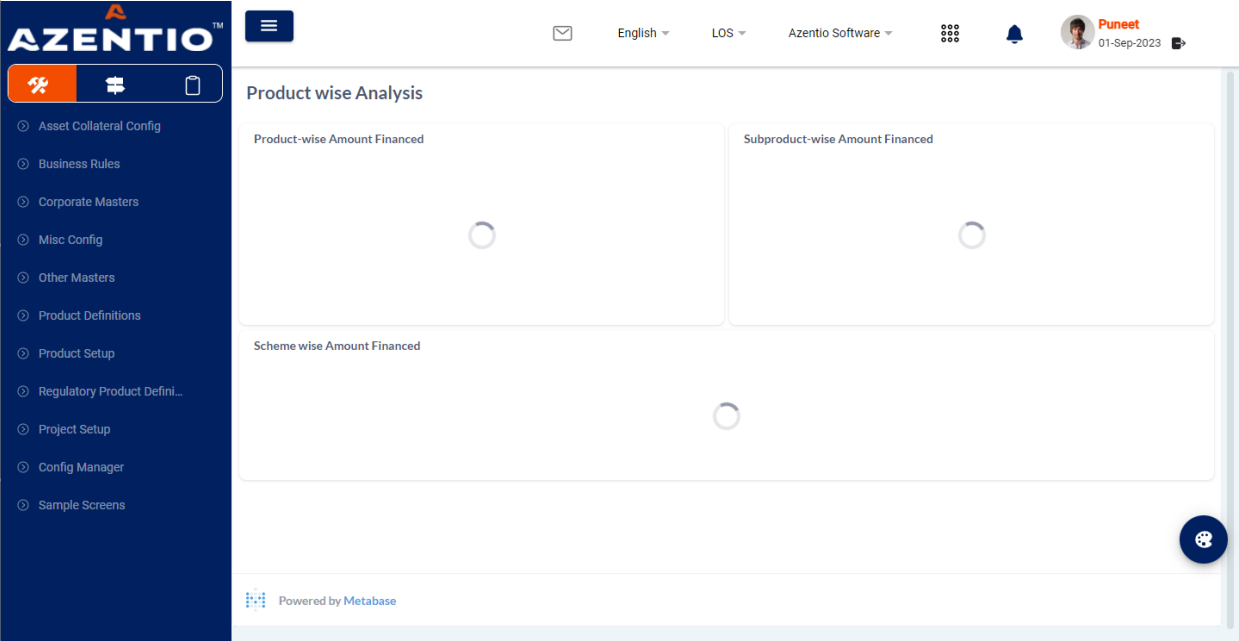 AZENTIO™
English
LOS
Azentio Software
Puneet
01-Sep-2023
Asset Collateral Config
Business Rules
Corporate Masters
Misc Config
Other Masters
Product Definitions
Product Setup
Regulatory Product Defini...
Project Setup
Config Manager
Sample Screens
Product wise Analysis
Product-wise Amount Financed
Subproduct-wise Amount Financed
Scheme wise Amount Financed
Powered by Metabase